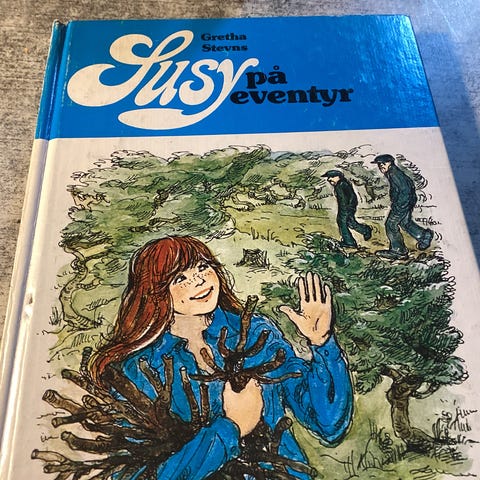 Gretha
Stevns
Susy på
eventyr